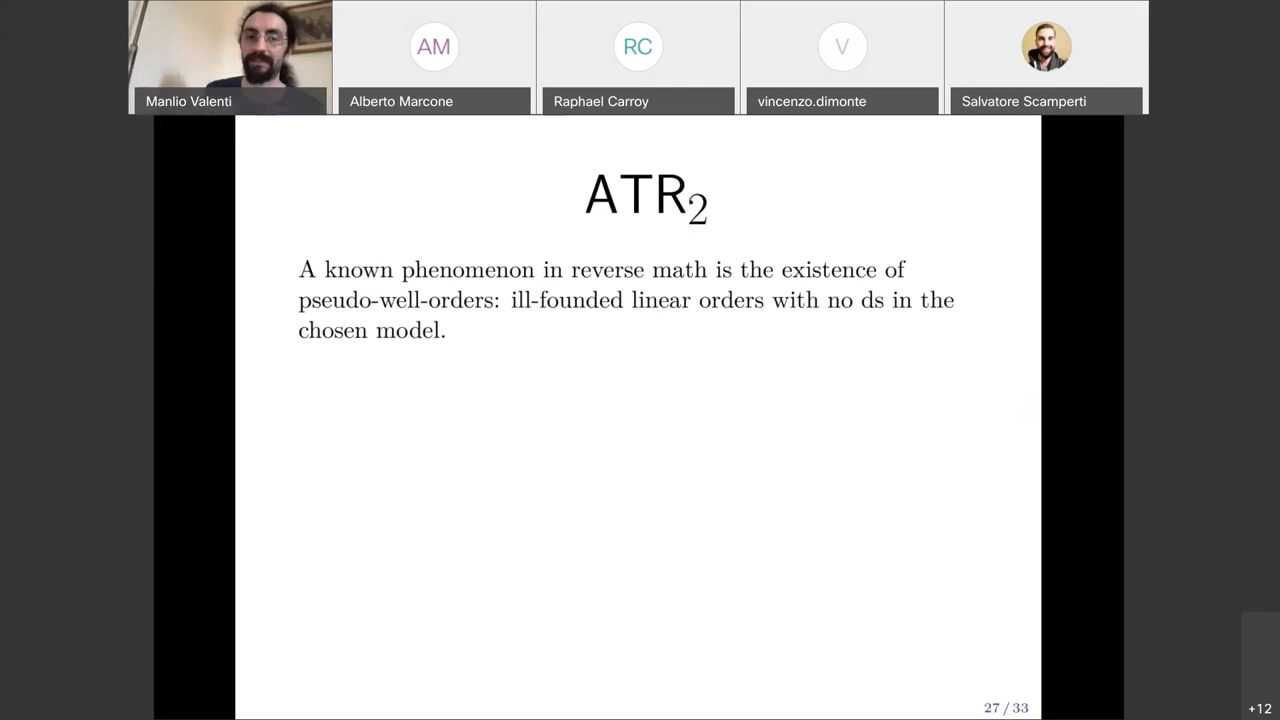 AM
RC
V
Manlio Valenti
Alberto Marcone
Raphael Carroy
vincenzo.dimonte
Salvatore Scamperti
ATR₂
A known phenomenon in reverse math is the existence of
pseudo-well-orders: ill-founded linear orders with no ds in the
chosen model.
27 / 33
+12